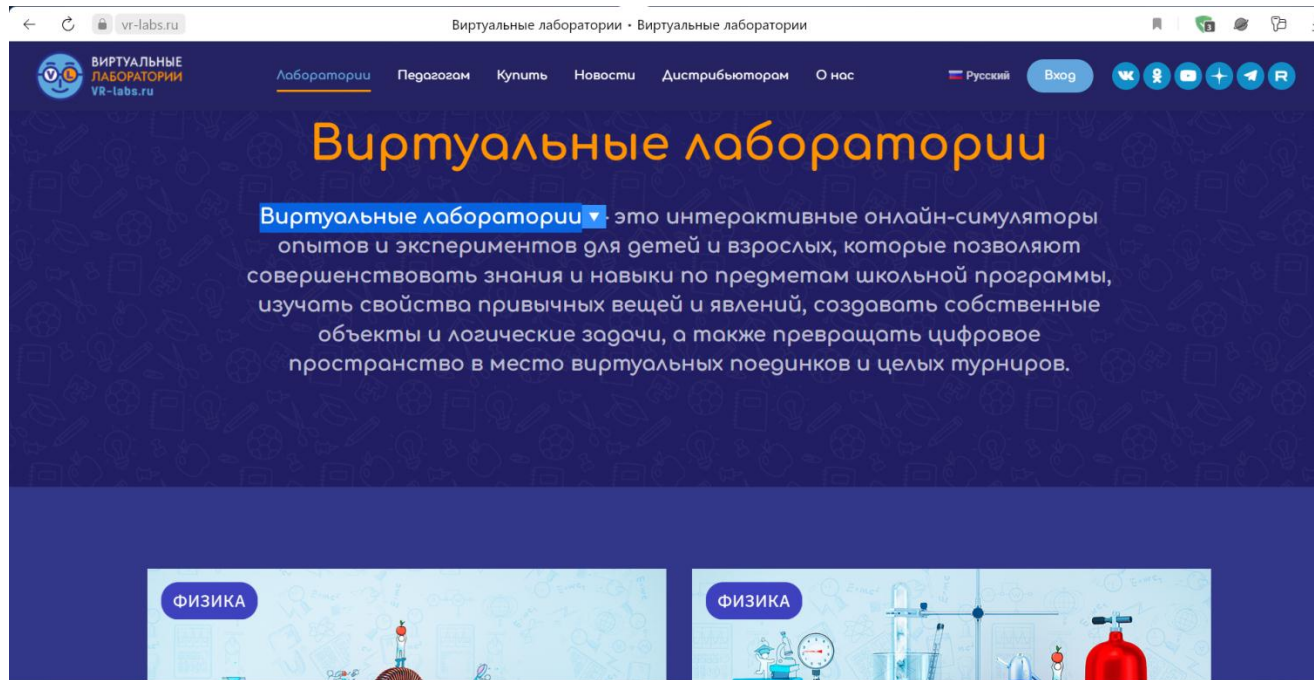 vr-labs.ru
Виртуальные лаборатории • Виртуальные лаборатории
3
ВИРТУАЛЬНЫЕ
ЛАБОРАТОРИИ
VR-Labs.ru
Лаборатории Педагогам Купить Новости Дистрибьюторам О нас Русский Вход
Виртуальные лаборатории
Виртуальные лаборатории - это интерактивные онлайн-симуляторы
опытов и экспериментов для детей и взрослых, которые позволяют
совершенствовать знания и навыки по предметам школьной программы,
изучать свойства привычных вещей и явлений, создавать собственные
объекты и логические задачи, а также превращать цифровое
пространство в место виртуальных поединков и целых турниров.
ФИЗИКА
ФИЗИКА